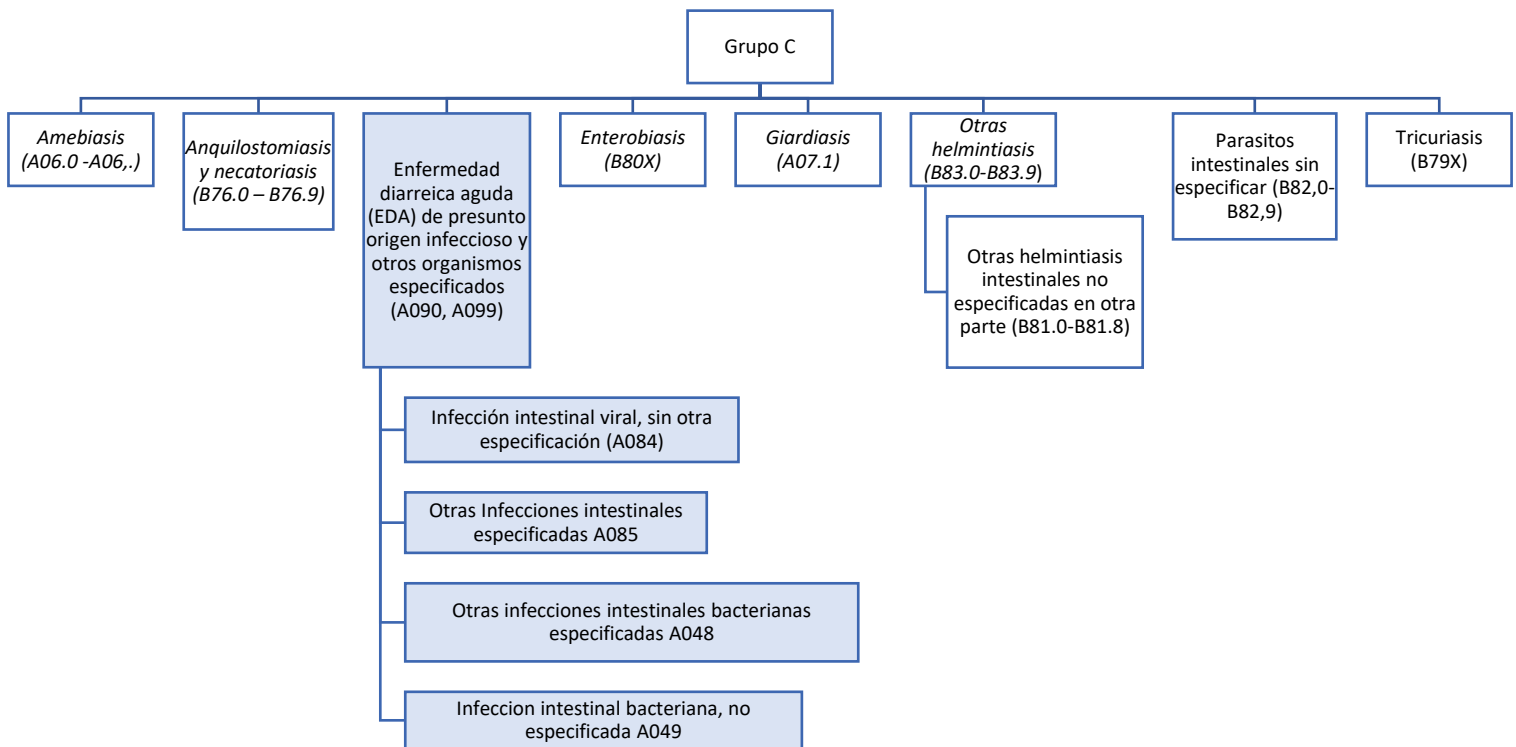 Grupo C
Amebiasis
(A06.0 -A06,.)
Anquilostomiasis
y necatoriasis
(B76.0 – B76.9)
Enfermedad
diarreica aguda
(EDA) de presunto
origen infeccioso y
otros organismos
especificados
(A090, A099)
Enterobiasis
(B80X)
Giardiasis
(A07.1)
Otras
helmintiasis
(B83.0-B83.9)
Parasitos
intestinales sin
especificar (B82,0-
B82,9)
Tricuriasis
(B79X)
Otras helmintiasis
intestinales no
especificadas en otra
parte (B81.0-B81.8)
Infección intestinal viral, sin otra
especificación (A084)
Otras Infecciones intestinales
especificadas A085
Otras infecciones intestinales bacterianas
especificadas A048
Infeccion intestinal bacteriana, no
especificada A049